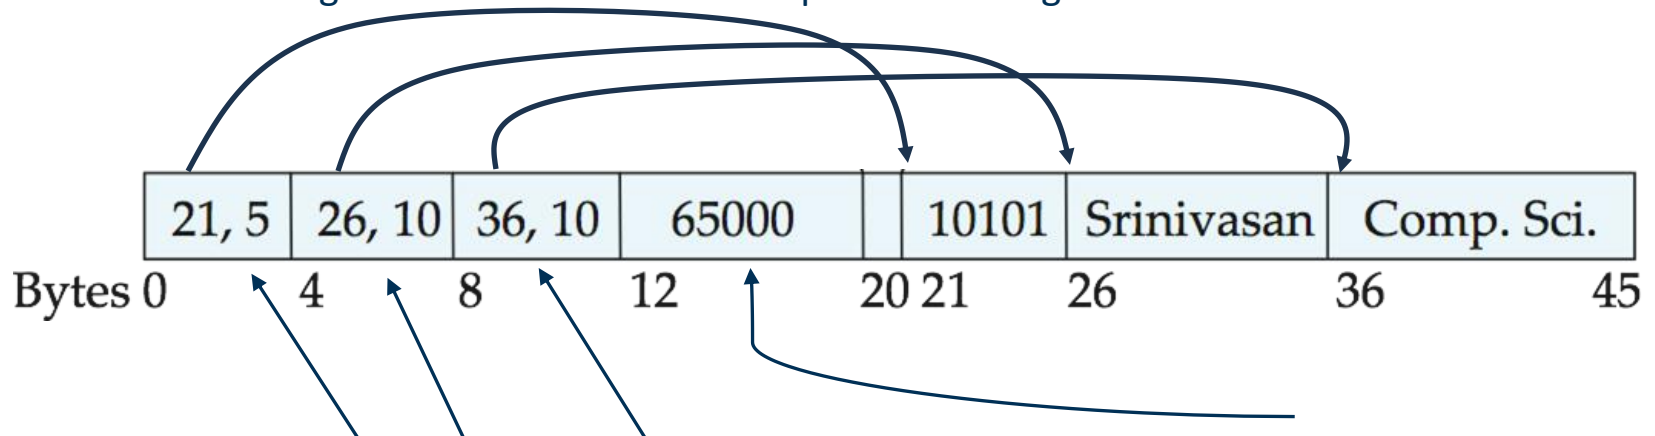 21, 5 26, 10 36, 10 65000 10101 Srinivasan Comp. Sci.
Bytes 0 4 8 12 20 21 26 36 45